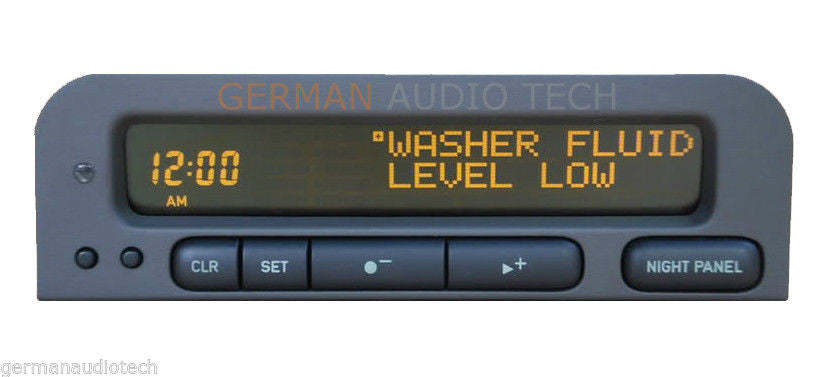 GERMAN AUDIO TECH
WASHER FLUID
12:00 LEVEL LOW
AM
CLR SET - + NIGHT PANEL
germanaudiotech